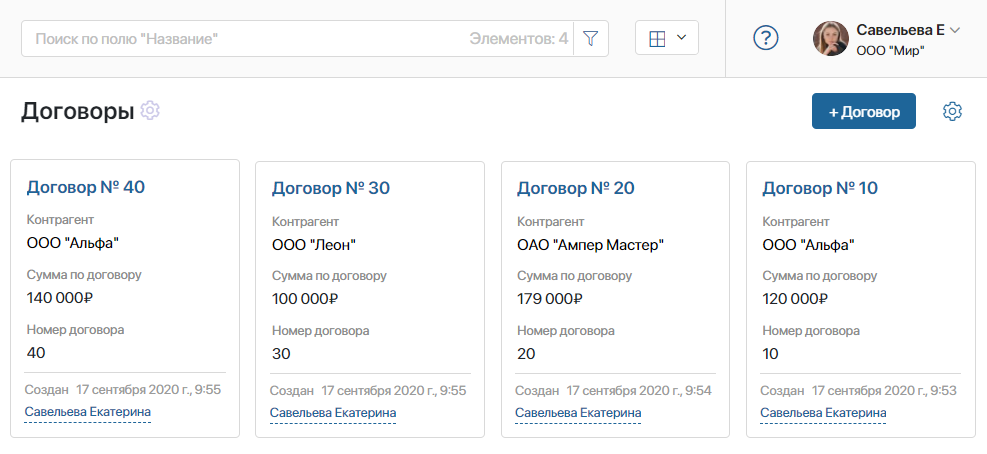 Поиск по полю "Название"
Элементов: 4
?
Савельева Е
ООО "Мир"
Договоры
+ Договор
Договор № 40
Контрагент
ООО "Альфа"
Сумма по договору
140 000₽
Номер договора
40
Создан 17 сентября 2020 г., 9:55
Савельева Екатерина
Договор № 30
Контрагент
ООО "Леон"
Сумма по договору
100 000₽
Номер договора
30
Создан 17 сентября 2020 г., 9:55
Савельева Екатерина
Договор № 20
Контрагент
ОАО "Ампер Мастер"
Сумма по договору
179 000₽
Номер договора
20
Создан 17 сентября 2020 г., 9:54
Савельева Екатерина
Договор № 10
Контрагент
ООО "Альфа"
Сумма по договору
120 000₽
Номер договора
10
Создан 17 сентября 2020 г., 9:53
Савельева Екатерина